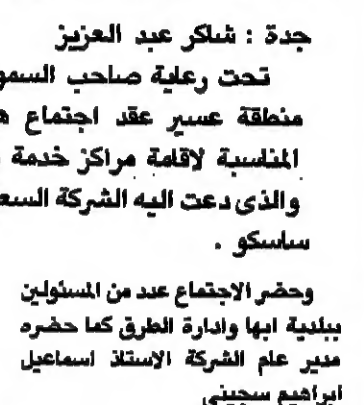 جدة : شاكر عبد العزيز
تحت رعاية صاحب السمو
منطقة عسير عقد اجتماع
المناسبة لاقامة مراكز خدمة
والذى دعت اليه الشركة السع
ساسكو .
وحضر الاجتماع عدد من المسئولين
ببلدية ابها وادارة الطرق كما حضره
مدير عام الشركة الاستاذ اسماعيل
ابراهيم سجينى